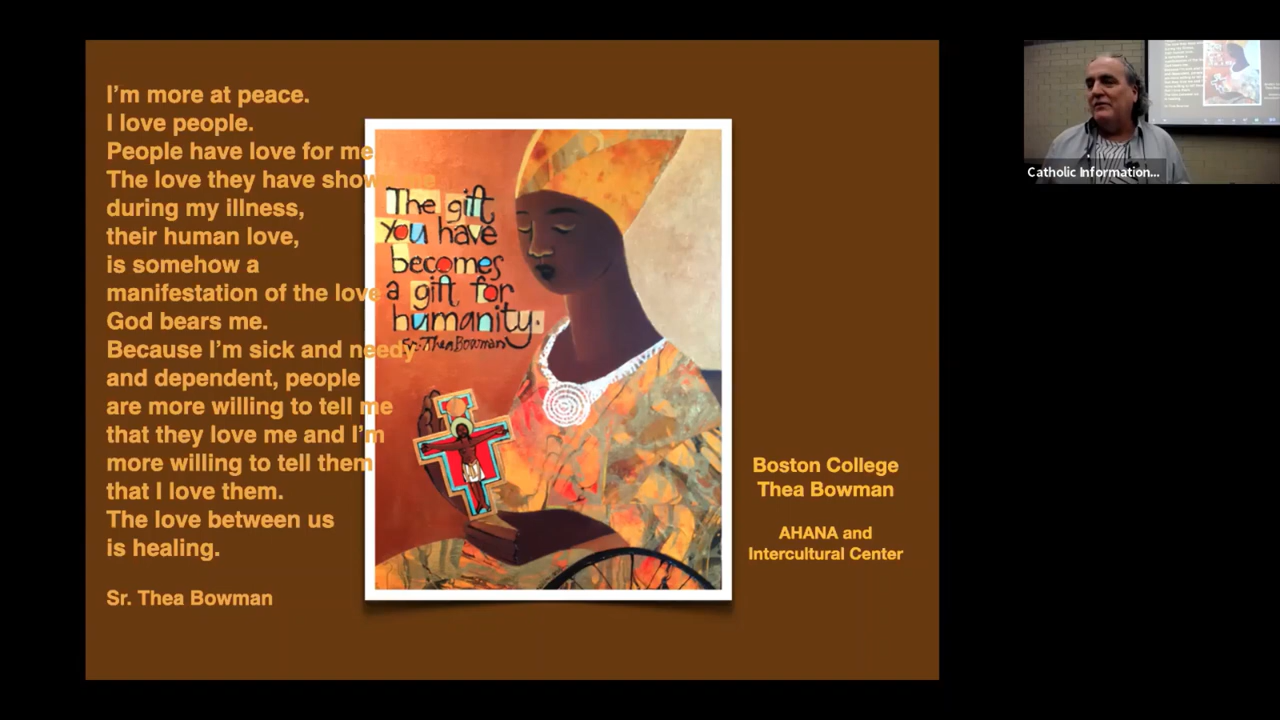 I'm more at peace.
I love people.
People have love for me
The love they have show
during my illness,
their human love,
is somehow a
manifestation of the love
God bears me.
Because I'm sick and needy
and dependent, people
are more willing to tell me
that they love me and I'm
more willing to tell them
that I love them.
The love between us
is healing.
Sr. Thea Bowman
The gift
you have
becomes
a gift for
humanity.
Sr. Thea Bowman
Boston College
Thea Bowman
AHANA and
Intercultural Center
Catholic Information...